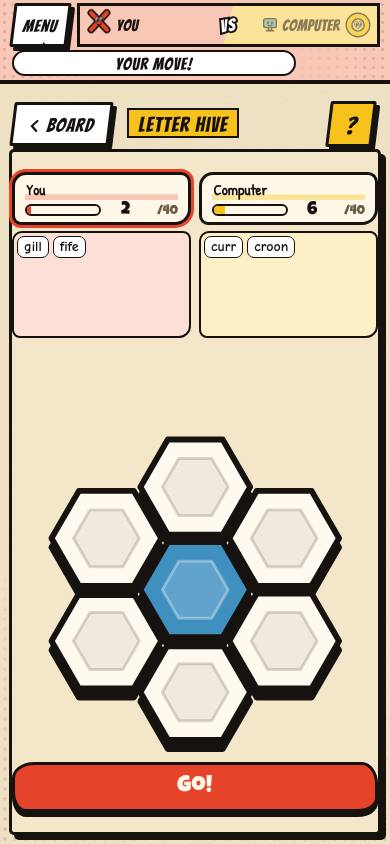 MENU
YOU VS COMPUTER
YOUR MOVE!
< BOARD
LETTER HIVE
?
You
2 /40
Computer
6 /40
gill fife
curr croon
GO!